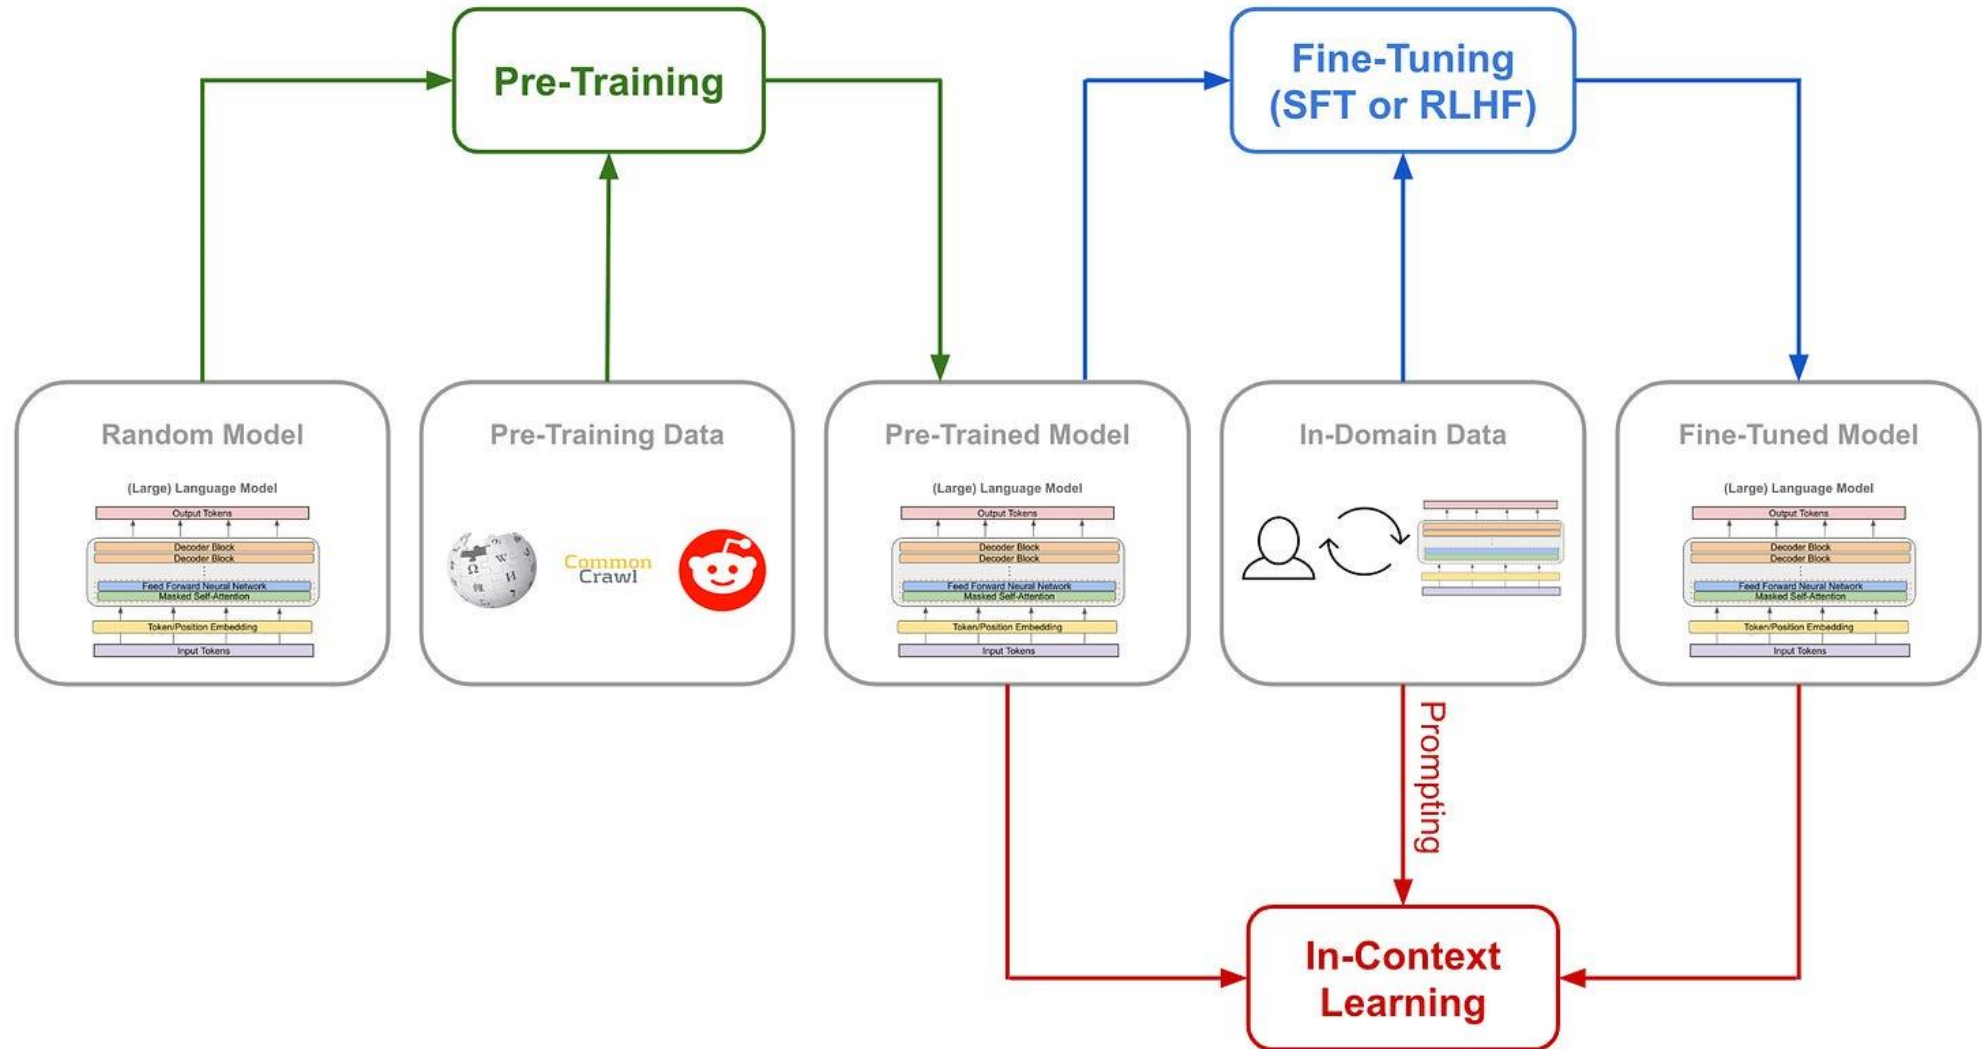 Pre-Training
Fine-Tuning
(SFT or RLHF)
Random Model
(Large) Language Model
Output Tokens
Decoder Block
Decoder Block
Feed Forward Neural Network
Masked Self-Attention
Token/Position Embedding
Input Tokens
Pre-Training Data
Common
Crawl
Pre-Trained Model
(Large) Language Model
Output Tokens
Decoder Block
Decoder Block
Feed Forward Neural Network
Masked Self-Attention
Token/Position Embedding
Input Tokens
In-Domain Data
Fine-Tuned Model
(Large) Language Model
Output Tokens
Decoder Block
Decoder Block
Feed Forward Neural Network
Masked Self-Attention
Token/Position Embedding
Input Tokens
Prompting
In-Context
Learning